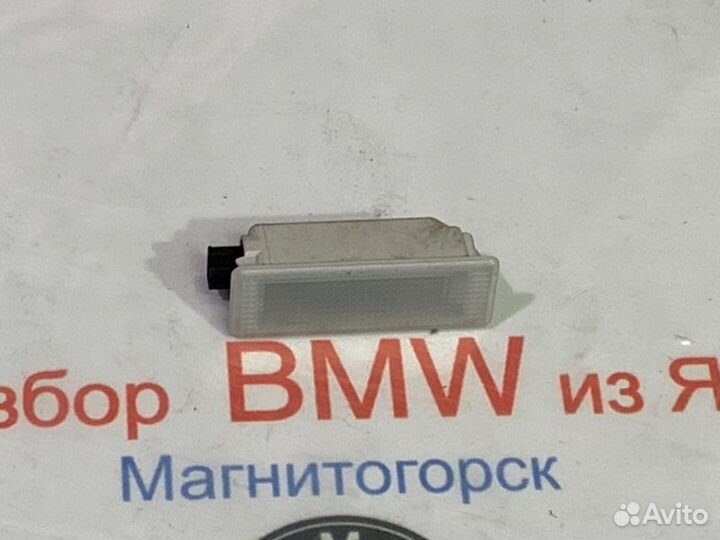 збор BMW из Я
Магнитогорск
M
Avito